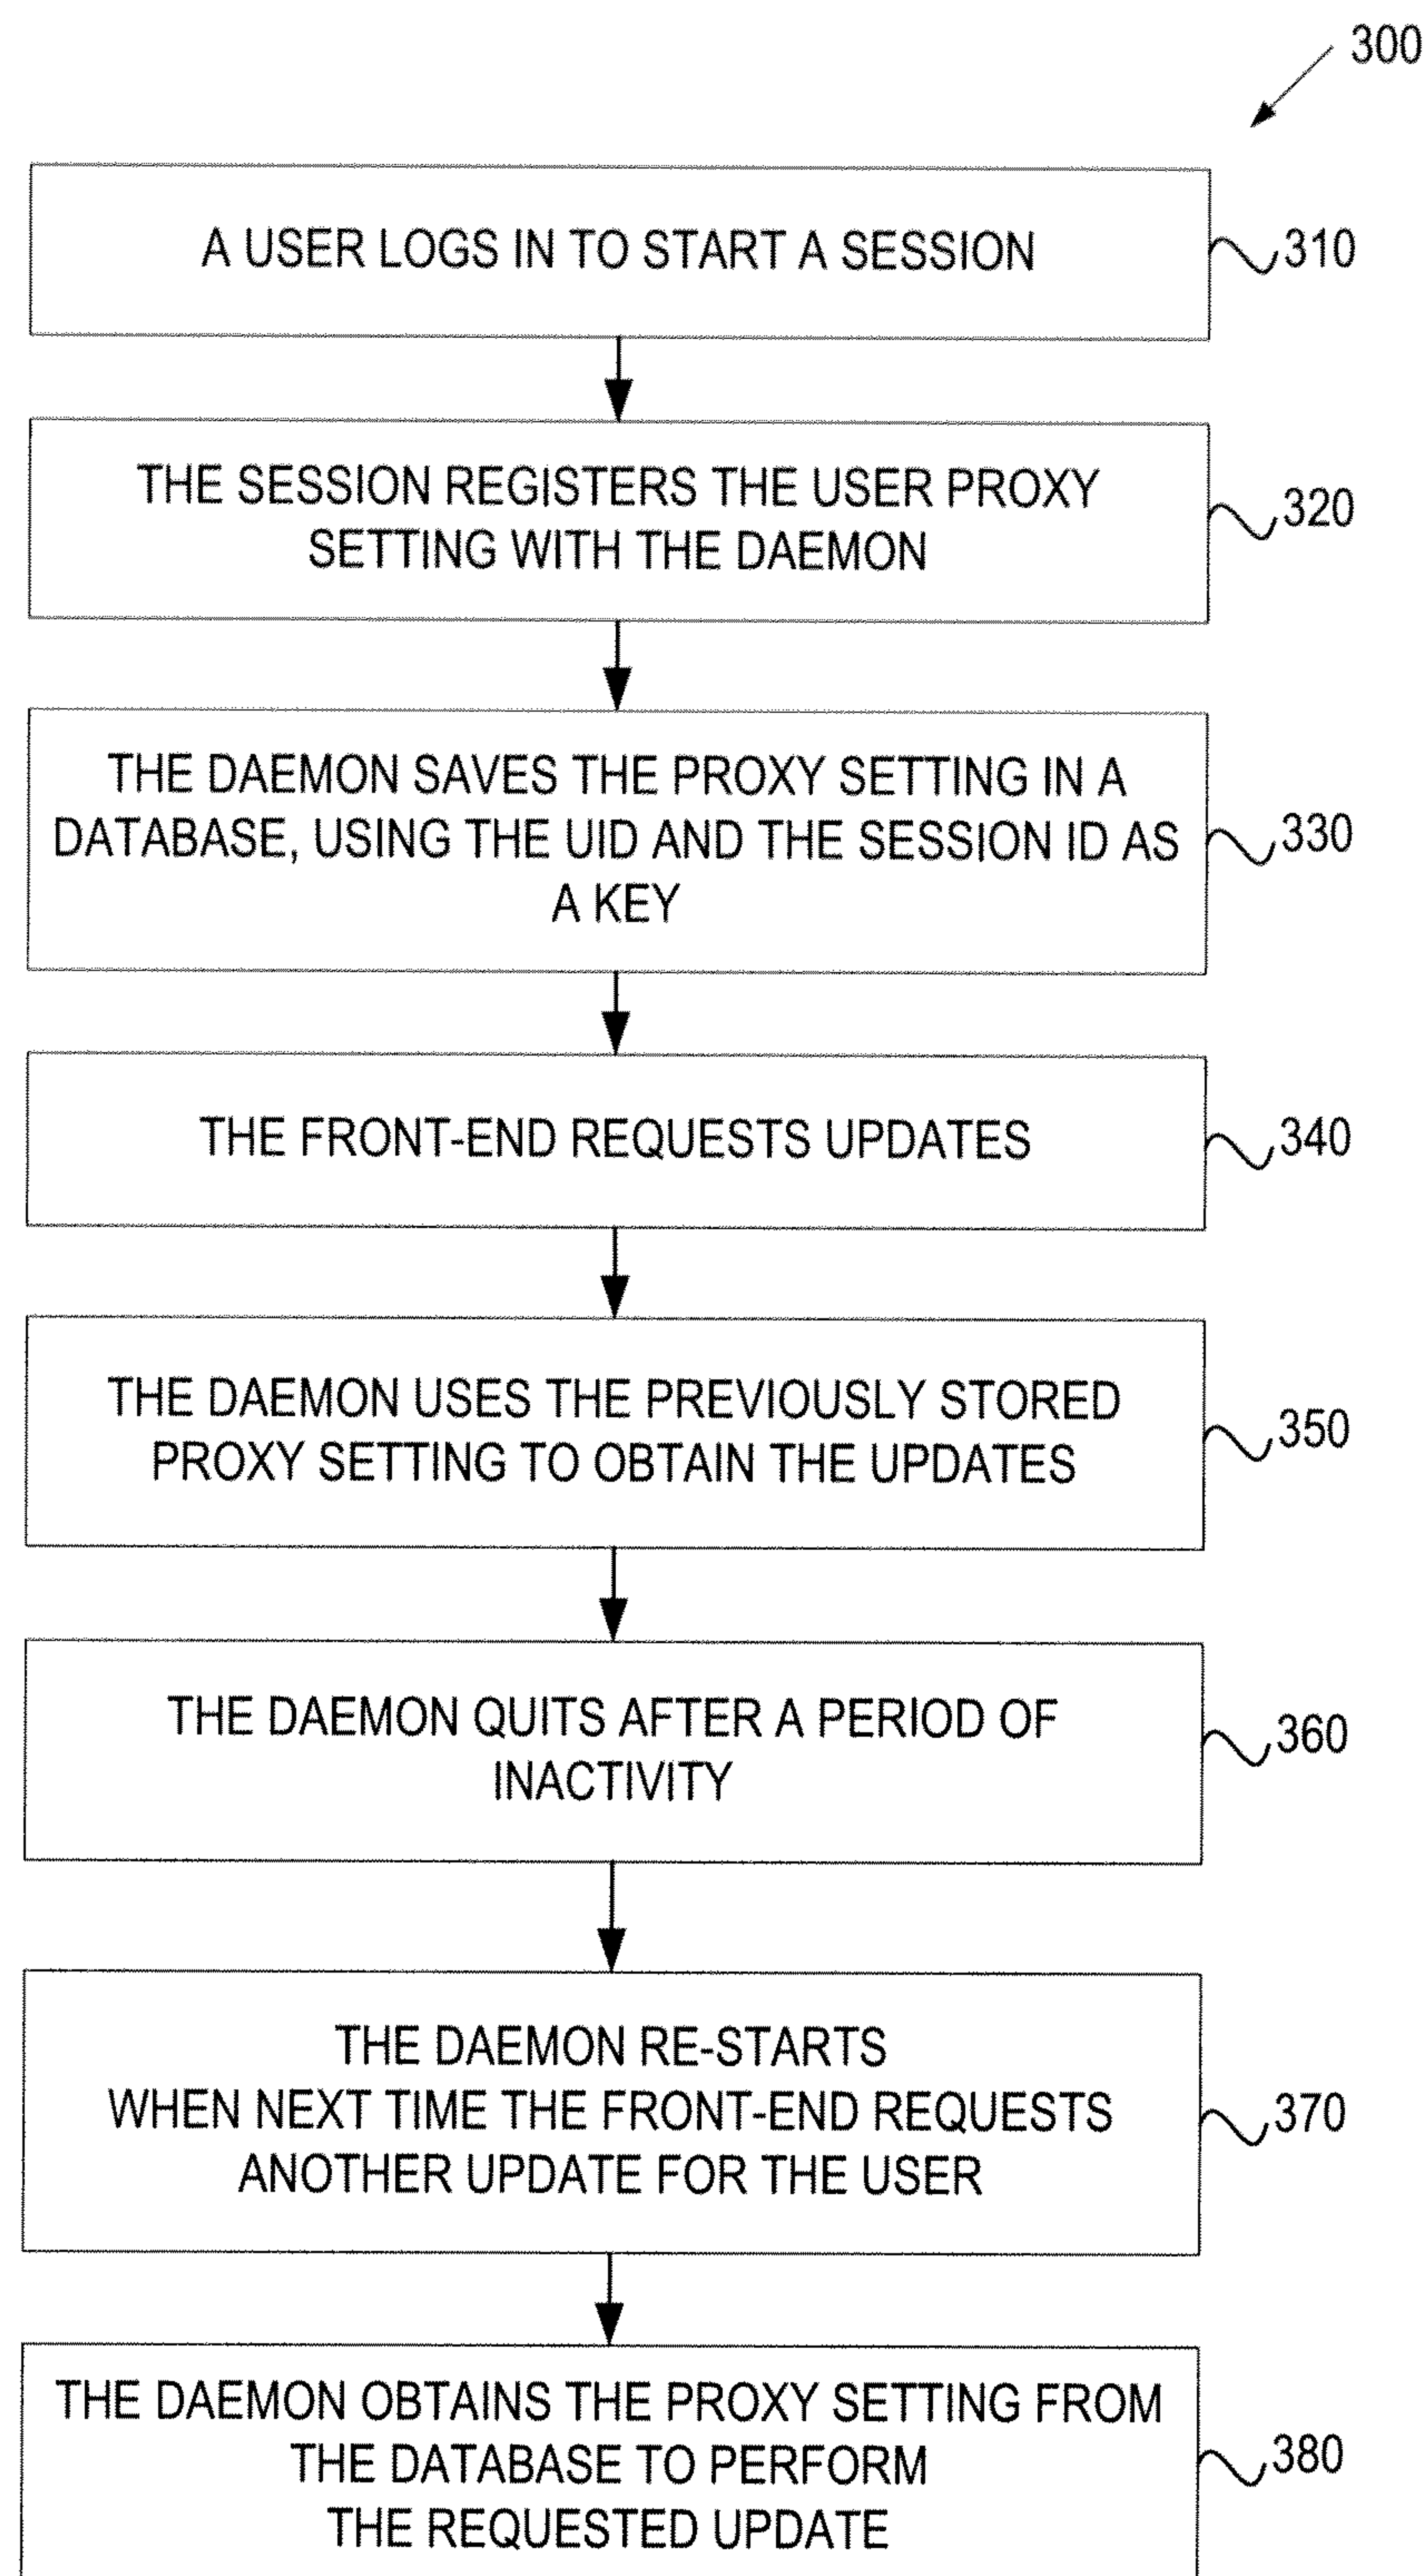 300
A USER LOGS IN TO START A SESSION
310
THE SESSION REGISTERS THE USER PROXY
SETTING WITH THE DAEMON
320
THE DAEMON SAVES THE PROXY SETTING IN A
DATABASE, USING THE UID AND THE SESSION ID AS
A KEY
330
THE FRONT-END REQUESTS UPDATES
340
THE DAEMON USES THE PREVIOUSLY STORED
PROXY SETTING TO OBTAIN THE UPDATES
350
THE DAEMON QUITS AFTER A PERIOD OF
INACTIVITY
360
THE DAEMON RE-STARTS
WHEN NEXT TIME THE FRONT-END REQUESTS
ANOTHER UPDATE FOR THE USER
370
THE DAEMON OBTAINS THE PROXY SETTING FROM
THE DATABASE TO PERFORM
THE REQUESTED UPDATE
380